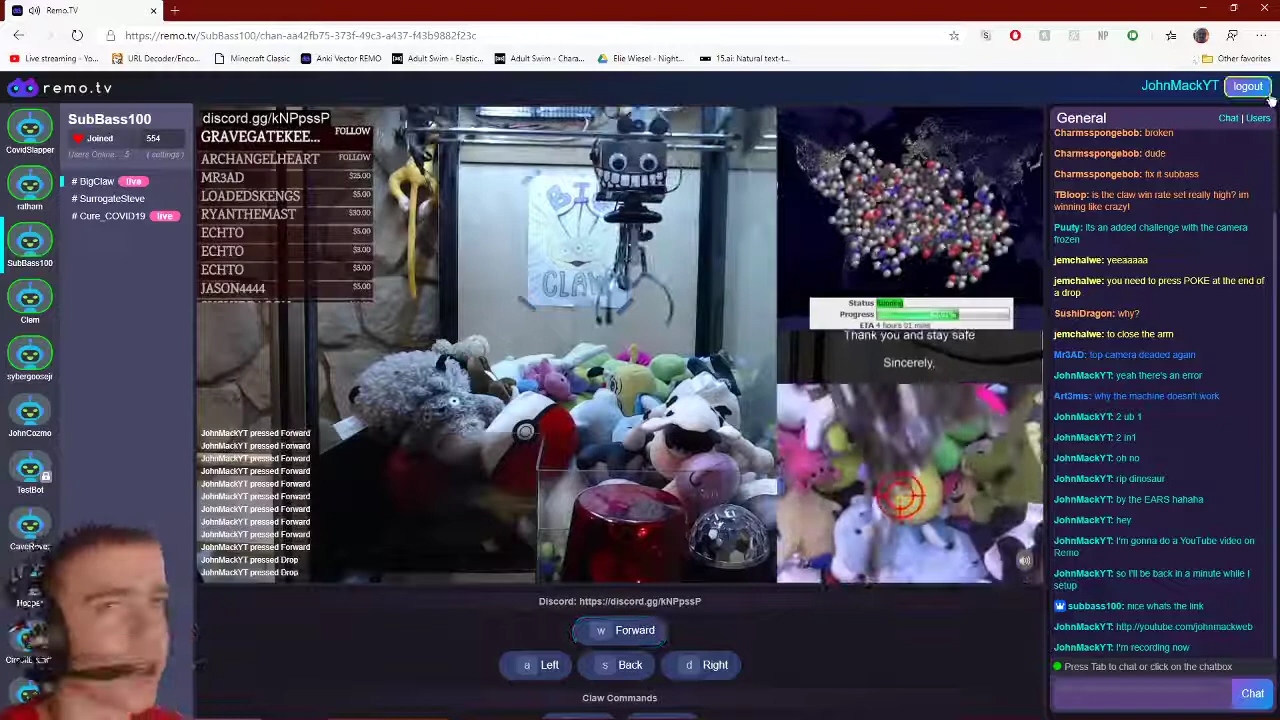 Remo.TV
https://remo.tv/SubBass100/chan-aa42fb75-373f-49c3-a437-f43b9882f23c
Live streaming - Yo...
URL Decoder/Enco...
Minecraft Classic
Anki Vector REMO
Adult Swim - Elastic...
Adult Swim - Chara...
Elie Wiesel - Night...
15.ai: Natural text-t...
Other favorites
remo.tv
JohnMackYT
logout
CovidSlapper
ralham
SubBass100
Clem
sybergooseji
JohnCozmo
TestBot
SubBass100
Joined 554
Users Online: 5 ( settings )
# BigClaw live
# SurrogateSteve
# Cure_COVID19 live
discord.gg/kNPpssP
GRAVEGATEKEE... FOLLOW
ARCHANGELHEART FOLLOW
MR3AD $25.00
LOADEDSKENGS $5.00
RYANTHEMAST $30.00
ECHTO $5.00
ECHTO $3.00
ECHTO $5.00
JASON4444 $5.00
BIG
CLAW
JohnMackYT pressed Forward
JohnMackYT pressed Forward
JohnMackYT pressed Forward
JohnMackYT pressed Forward
JohnMackYT pressed Forward
JohnMackYT pressed Forward
JohnMackYT pressed Forward
JohnMackYT pressed Forward
JohnMackYT pressed Forward
JohnMackYT pressed Forward
JohnMackYT pressed Drop
JohnMackYT pressed Drop
Status Running
Progress
ETA 4 hours 01 mins
Thank you and stay safe
Sincerely,
Discord: https://discord.gg/kNPpssP
w Forward
a Left
s Back
d Right
Claw Commands
General
Chat | Users
Charmsspongebob: broken
Charmsspongebob: dude
Charmsspongebob: fix it subbass
TBloop: is the claw win rate set really high? im
winning like crazy!
Puuty: Its an added challenge with the camera
frozen
jemchalwe: yeeaaaaa
jemchalwe: you need to press POKE at the end of
a drop
SushiDragon: why?
jemchalwe: to close the arm
Mr3AD: top camera deaded again
JohnMackYT: yeah there's an error
Art3mis: why the machine doesn't work
JohnMackYT: 2 ub 1
JohnMackYT: 2 in1
JohnMackYT: oh no
JohnMackYT: rip dinosaur
JohnMackYT: by the EARS hahaha
JohnMackYT: hey
JohnMackYT: I'm gonna do a YouTube video on
Remo
JohnMackYT: so I'll be back in a minute while I
setup
subbass100: nice whats the link
JohnMackYT: http://youtube.com/johnmackweb
JohnMackYT: I'm recording now
Press Tab to chat or click on the chatbox
Chat